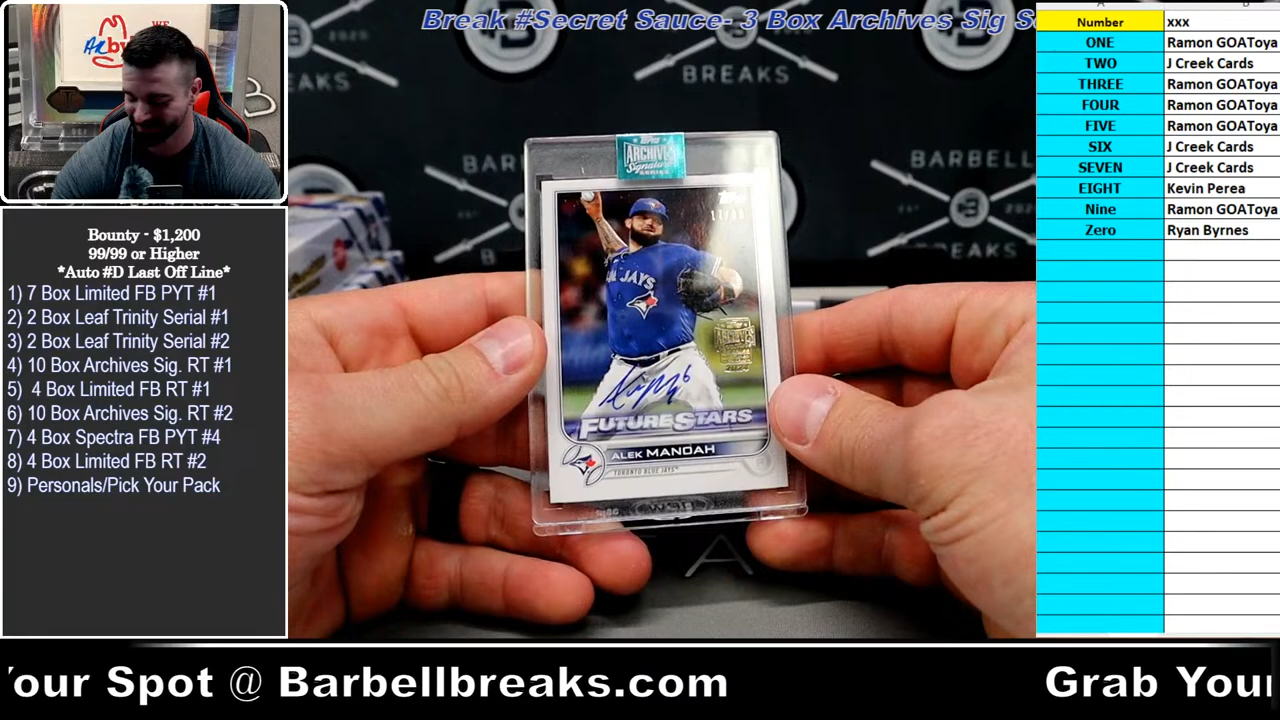 Break #Secret Sauce- 3 Box Archives Sig S
Bounty - $1,200
99/99 or Higher
*Auto #D Last Off Line*
1) 7 Box Limited FB PYT #1
2) 2 Box Leaf Trinity Serial #1
3) 2 Box Leaf Trinity Serial #2
4) 10 Box Archives Sig. RT #1
5) 4 Box Limited FB RT #1
6) 10 Box Archives Sig. RT #2
7) 4 Box Spectra FB PYT #4
8) 4 Box Limited FB RT #2
9) Personals/Pick Your Pack
BREAKS
BARBELL
topps
ARCHIVES
Signature
SERIES
JAYS
ARCHIVES
FUTURE STARS
ALEK MANOAH
TORONTO BLUE JAYS
Number xxx
ONE Ramon GOAToya
TWO J Creek Cards
THREE Ramon GOAToya
FOUR Ramon GOAToya
FIVE Ramon GOAToya
SIX J Creek Cards
SEVEN J Creek Cards
EIGHT Kevin Perea
Nine Ramon GOAToya
Zero Ryan Byrnes
Your Spot @ Barbellbreaks.com Grab Your